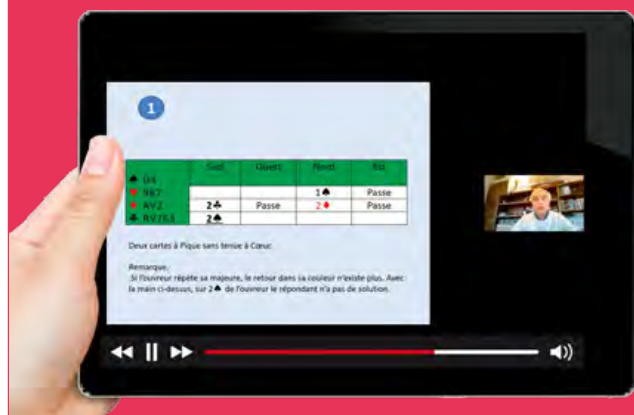 1
Sud Ouest Nord Est
♠ D4
♥ 987 1♠ Passe
♦ AV2 2♣ Passe 2♦ Passe
♣ RV763 2♠
Deux cartes à Pique sans tenue à Cœur.
Remarque.
Si l'ouvreur répète sa majeure, le retour dans sa couleur n'existe plus. Avec
la main ci-dessus, sur 2♠ de l'ouvreur le répondant n'a pas de solution.